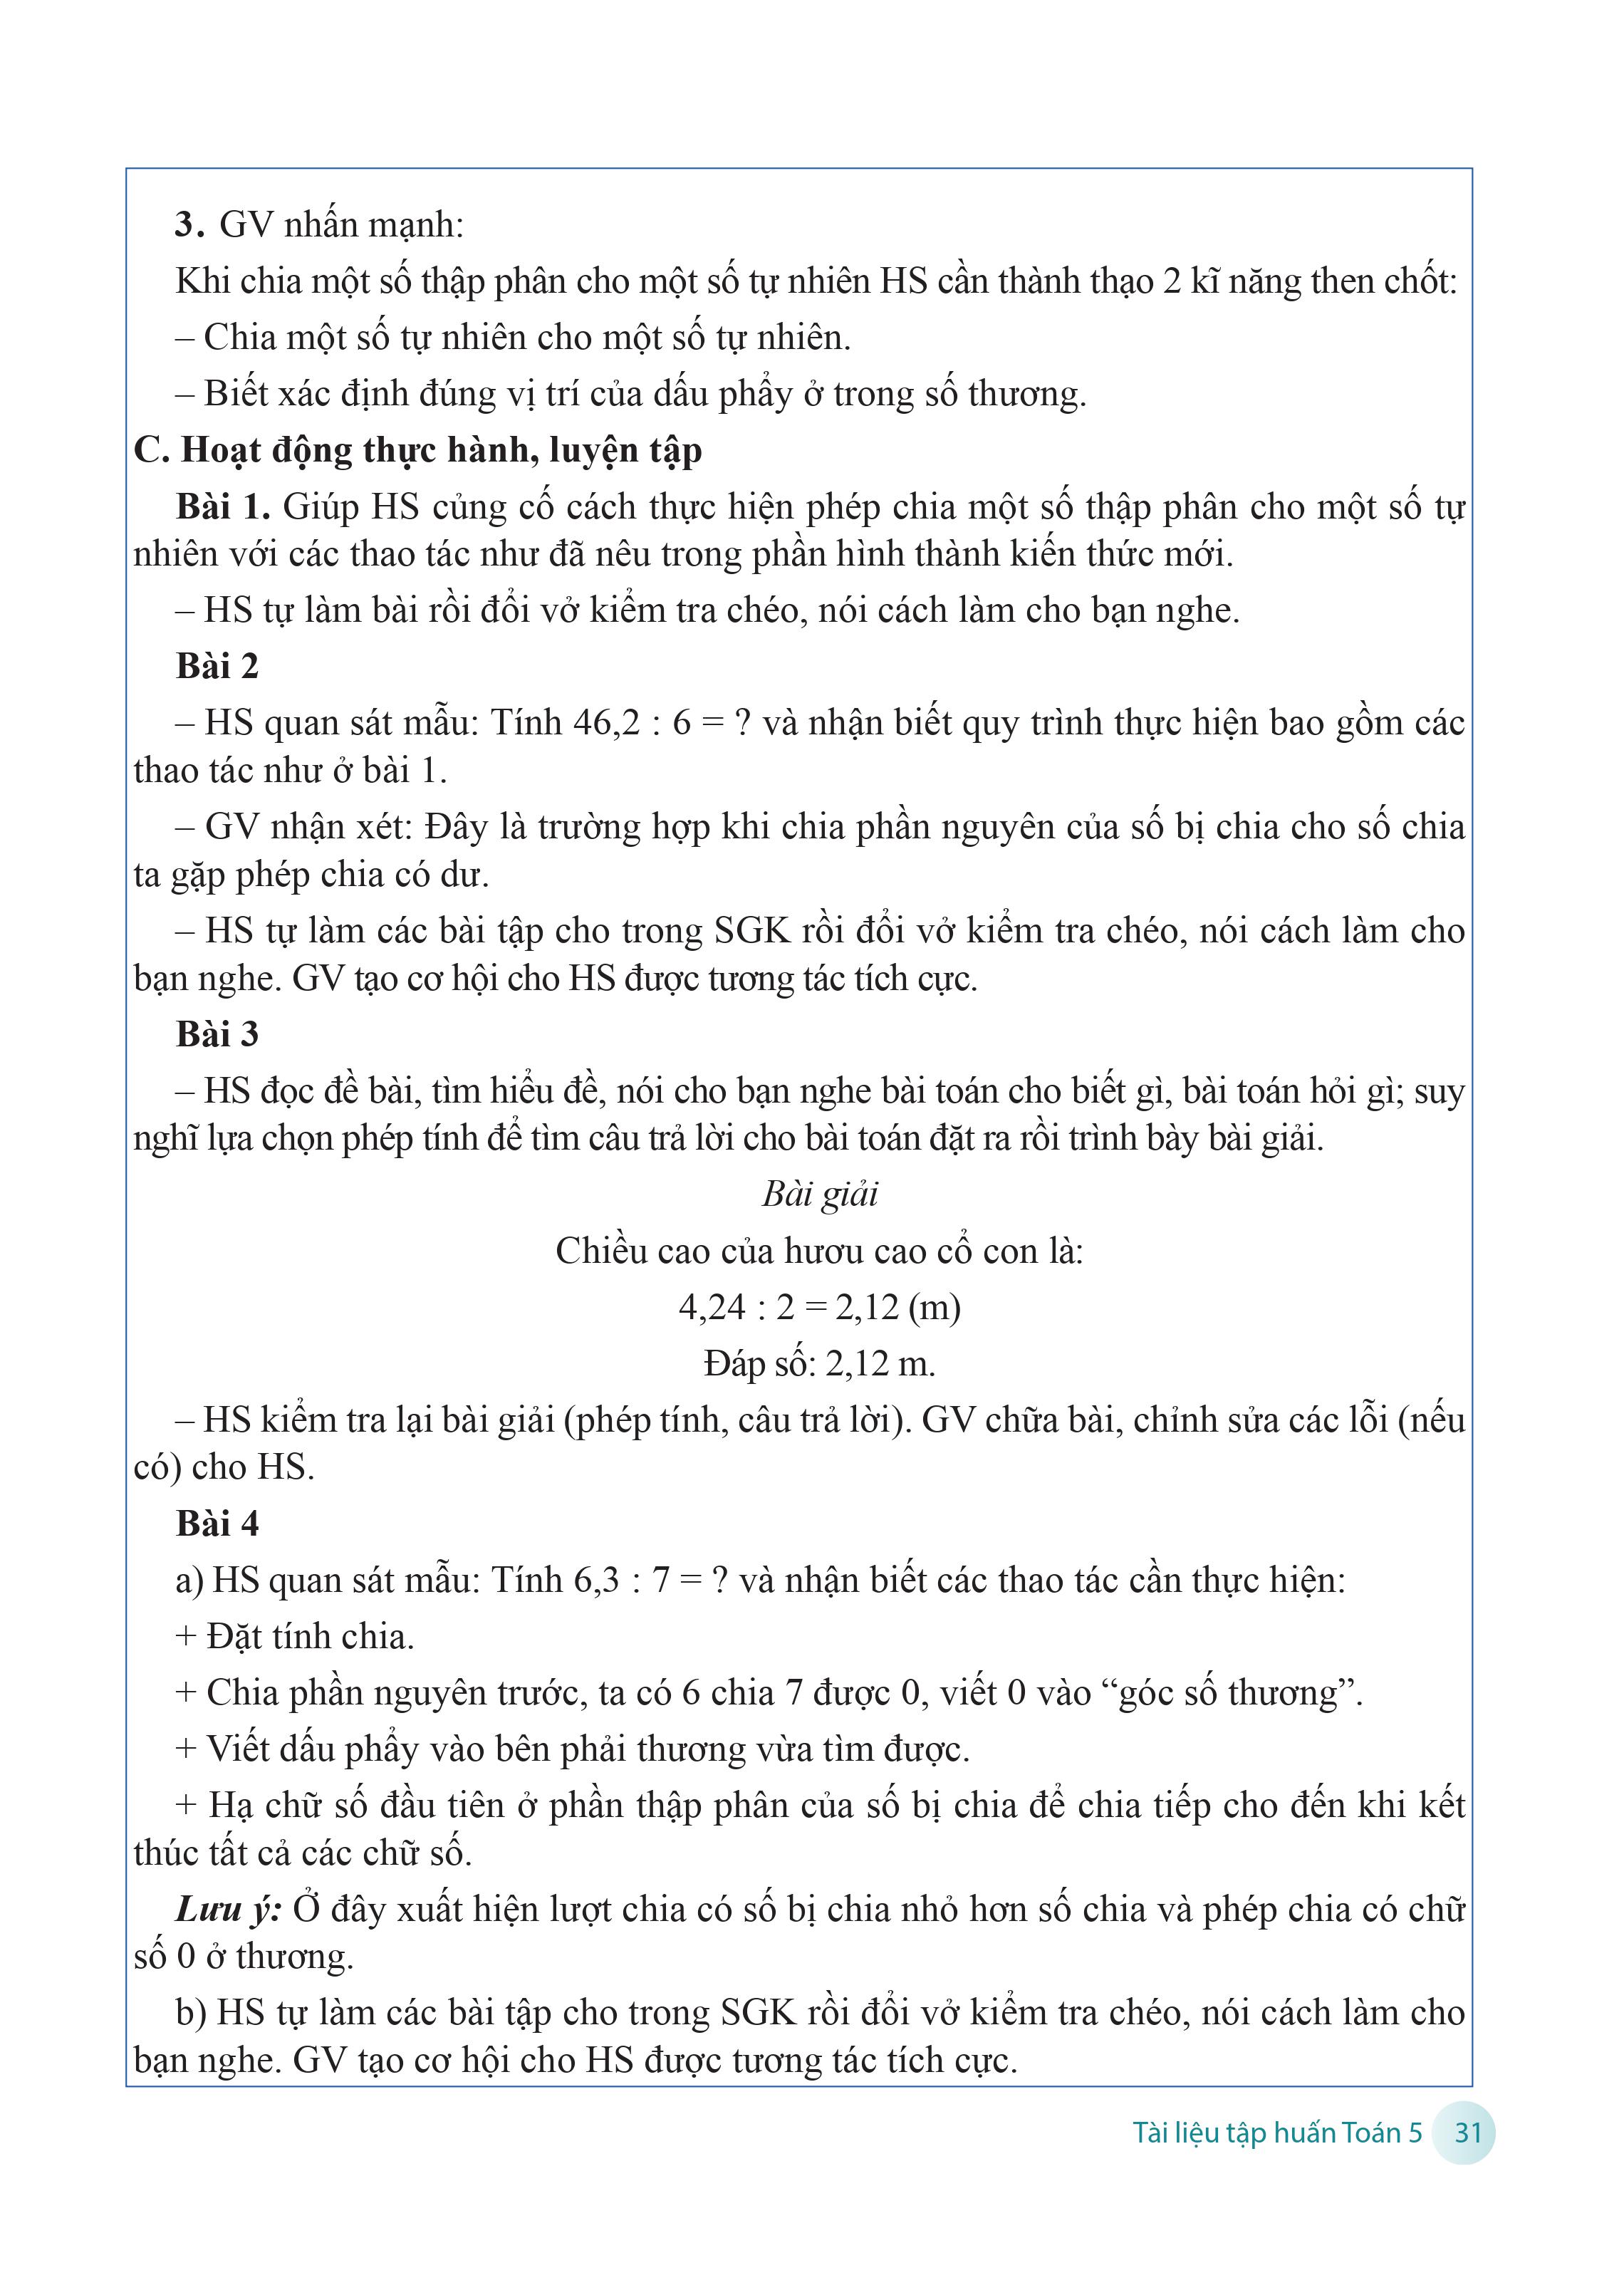 3. GV nhấn mạnh:
Khi chia một số thập phân cho một số tự nhiên HS cần thành thạo 2 kĩ năng then chốt:
– Chia một số tự nhiên cho một số tự nhiên.
– Biết xác định đúng vị trí của dấu phẩy ở trong số thương.
C. Hoạt động thực hành, luyện tập
Bài 1. Giúp HS củng cố cách thực hiện phép chia một số thập phân cho một số tự
nhiên với các thao tác như đã nêu trong phần hình thành kiến thức mới.
– HS tự làm bài rồi đổi vở kiểm tra chéo, nói cách làm cho bạn nghe.
Bài 2
– HS quan sát mẫu: Tính 46,2 : 6 = ? và nhận biết quy trình thực hiện bao gồm các
thao tác như ở bài 1.
– GV nhận xét: Đây là trường hợp khi chia phần nguyên của số bị chia cho số chia
ta gặp phép chia có dư.
– HS tự làm các bài tập cho trong SGK rồi đổi vở kiểm tra chéo, nói cách làm cho
bạn nghe. GV tạo cơ hội cho HS được tương tác tích cực.
Bài 3
– HS đọc đề bài, tìm hiểu đề, nói cho bạn nghe bài toán cho biết gì, bài toán hỏi gì; suy
nghĩ lựa chọn phép tính để tìm câu trả lời cho bài toán đặt ra rồi trình bày bài giải.
Bài giải
Chiều cao của hươu cao cổ con là:
4,24 : 2 = 2,12 (m)
Đáp số: 2,12 m.
– HS kiểm tra lại bài giải (phép tính, câu trả lời). GV chữa bài, chỉnh sửa các lỗi (nếu
có) cho HS.
Bài 4
a) HS quan sát mẫu: Tính 6,3 : 7 = ? và nhận biết các thao tác cần thực hiện:
+ Đặt tính chia.
+ Chia phần nguyên trước, ta có 6 chia 7 được 0, viết 0 vào “góc số thương”.
+ Viết dấu phẩy vào bên phải thương vừa tìm được.
+ Hạ chữ số đầu tiên ở phần thập phân của số bị chia để chia tiếp cho đến khi kết
thúc tất cả các chữ số.
Lưu ý: Ở đây xuất hiện lượt chia có số bị chia nhỏ hơn số chia và phép chia có chữ
số 0 ở thương.
b) HS tự làm các bài tập cho trong SGK rồi đổi vở kiểm tra chéo, nói cách làm cho
bạn nghe. GV tạo cơ hội cho HS được tương tác tích cực.
Tài liệu tập huấn Toán 5 31